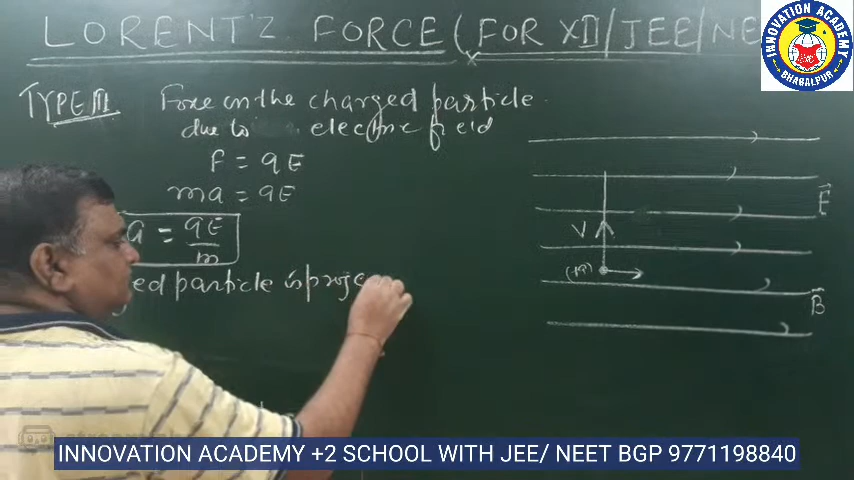 LORENTZ FORCE (FOR XII/JEE/NE
INNOVATION ACADEMY
BHAGALPUR
TYPE III. Force on the charged particle
due to electric field
F = qE
ma = qE
a = qE/m
ed particle is proje
E
V
(+q)
B
INNOVATION ACADEMY +2 SCHOOL WITH JEE/ NEET BGP 9771198840